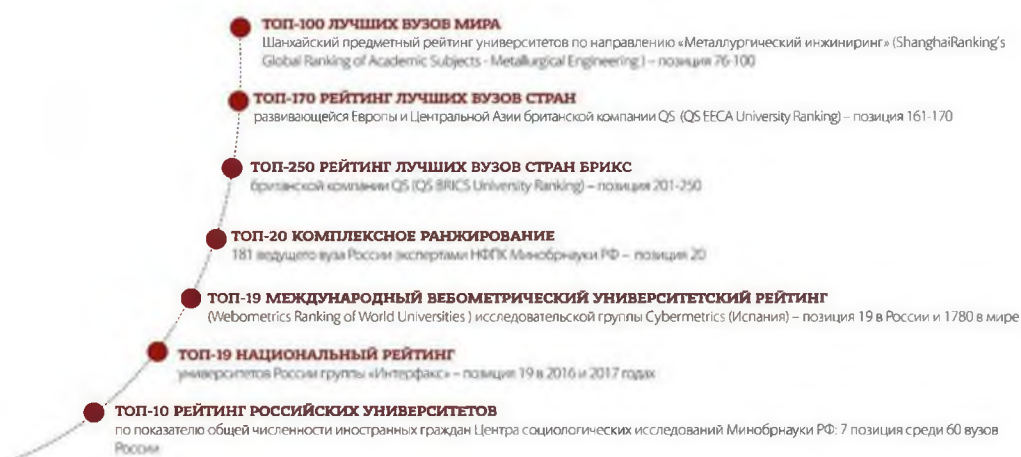 ТОП-100 ЛУЧШИХ ВУЗОВ МИРА
Шанхайский предметный рейтинг университетов по направлению «Металлургический инжиниринг» (ShanghaiRanking's
Global Ranking of Academic Subjects - Metallurgical Engineering ) – позиция 76-100
ТОП-170 РЕЙТИНГ ЛУЧШИХ ВУЗОВ СТРАН
развивающейся Европы и Центральной Азии британской компании QS (QS EECA University Ranking) – позиция 161-170
ТОП-250 РЕЙТИНГ ЛУЧШИХ ВУЗОВ СТРАН БРИКС
британской компании QS (QS BRICS University Ranking) – позиция 201-250
ТОП-20 КОМПЛЕКСНОЕ РАНЖИРОВАНИЕ
181 ведущего вуза России экспертами НФПК Минобрнауки РФ – позиция 20
ТОП-19 МЕЖДУНАРОДНЫЙ ВЕБОМЕТРИЧЕСКИЙ УНИВЕРСИТЕТСКИЙ РЕЙТИНГ
(Webometrics Ranking of World Universities ) исследовательской группы Cybermetrics (Испания) – позиция 19 в России и 1780 в мире
ТОП-19 НАЦИОНАЛЬНЫЙ РЕЙТИНГ
университетов России группы «Интерфакс» – позиция 19 в 2016 и 2017 годах
ТОП-10 РЕЙТИНГ РОССИЙСКИХ УНИВЕРСИТЕТОВ
по показателю общей численности иностранных граждан Центра социологических исследований Минобрнауки РФ: 7 позиция среди 60 вузов
России